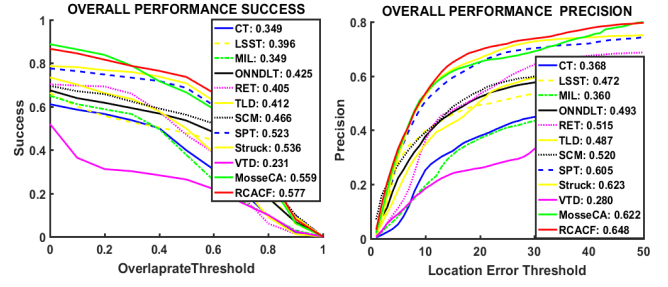 OVERALL PERFORMANCE SUCCESS
1
0.8
0.6
0.4
0.2
0
Success
0
0.2
0.4
0.6
0.8
1
OverlaprateThreshold
CT: 0.349
LSST: 0.396
MIL: 0.349
ONNDLT: 0.425
RET: 0.405
TLD: 0.412
SCM: 0.466
SPT: 0.523
Struck: 0.536
VTD: 0.231
MosseCA: 0.559
RCACF: 0.577
OVERALL PERFORMANCE PRECISION
0.8
0.6
0.4
0.2
0
Precision
0
10
20
30
40
50
Location Error Threshold
CT: 0.368
LSST: 0.472
MIL: 0.360
ONNDLT: 0.493
RET: 0.515
TLD: 0.487
SCM: 0.520
SPT: 0.605
Struck: 0.623
VTD: 0.280
MosseCA: 0.622
RCACF: 0.648